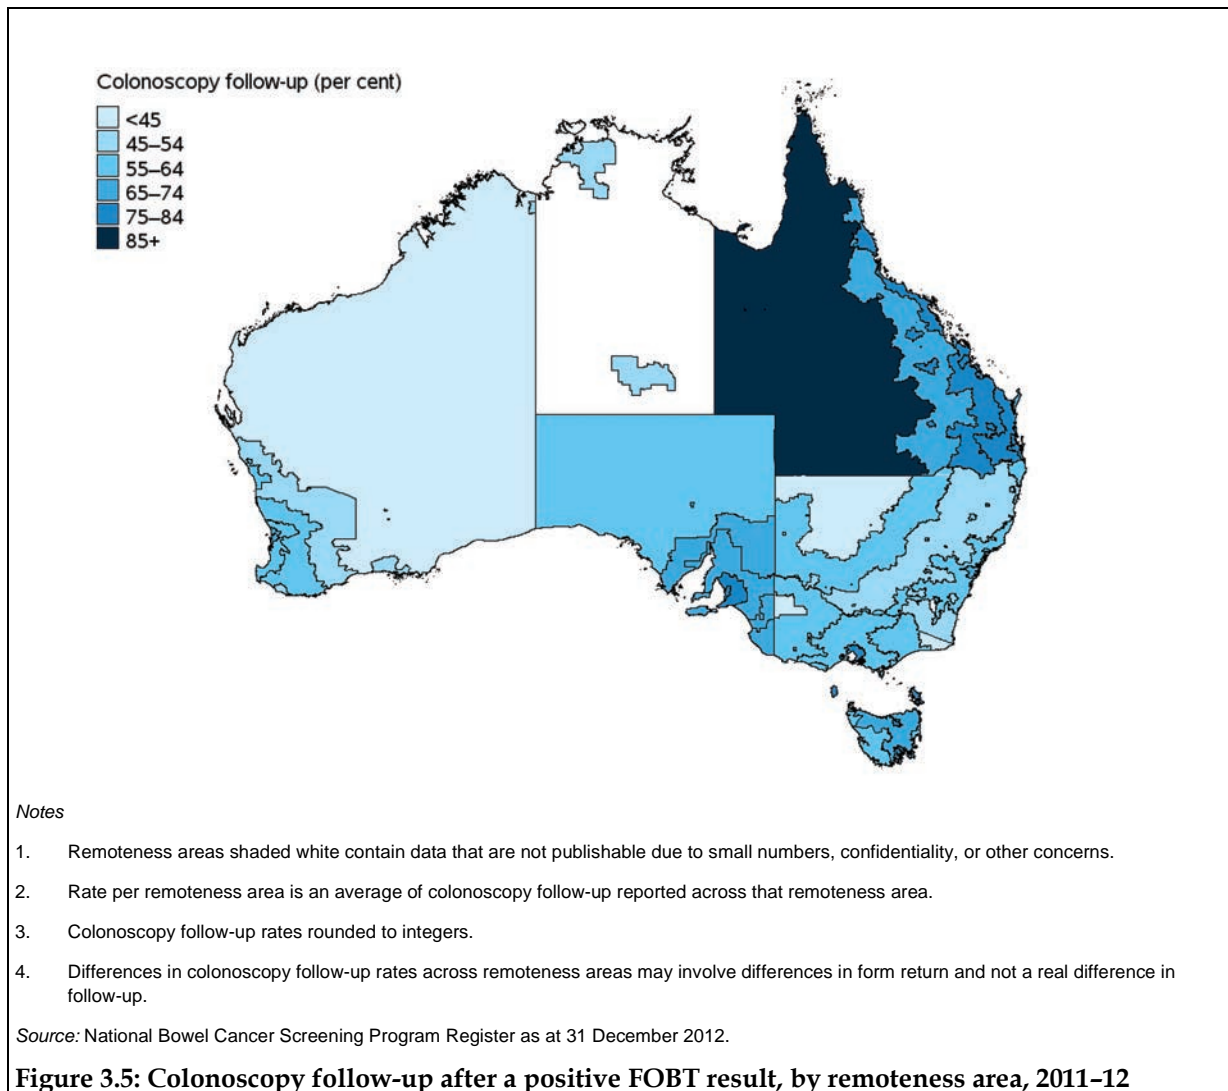 Colonoscopy follow-up (per cent)
<45
45–54
55–64
65–74
75–84
85+
Notes
1. Remoteness areas shaded white contain data that are not publishable due to small numbers, confidentiality, or other concerns.
2. Rate per remoteness area is an average of colonoscopy follow-up reported across that remoteness area.
3. Colonoscopy follow-up rates rounded to integers.
4. Differences in colonoscopy follow-up rates across remoteness areas may involve differences in form return and not a real difference in
follow-up.
Source: National Bowel Cancer Screening Program Register as at 31 December 2012.
Figure 3.5: Colonoscopy follow-up after a positive FOBT result, by remoteness area, 2011–12